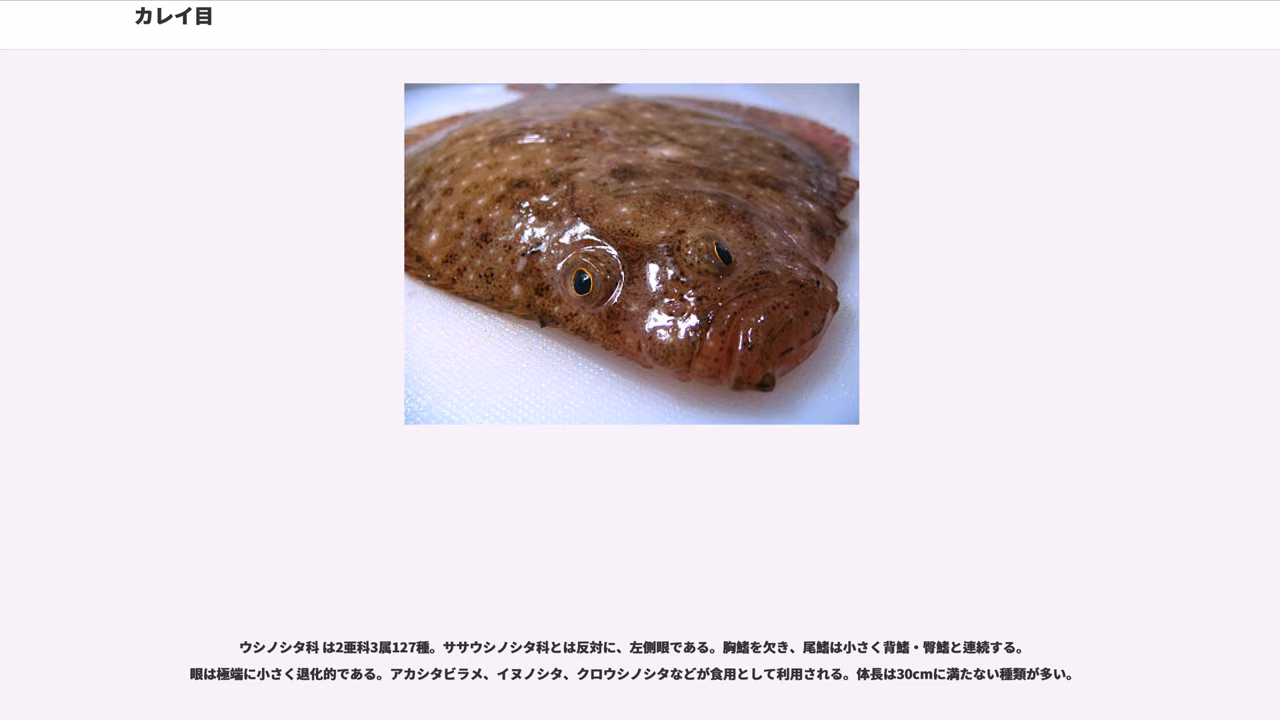 カレイ目
ウシノシタ科 は2亜科3属127種。ササウシノシタ科とは反対に、左側眼である。胸鰭を欠き、尾鰭は小さく背鰭・臀鰭と連続する。
眼は極端に小さく退化的である。アカシタビラメ、イヌノシタ、クロウシノシタなどが食用として利用される。体長は30cmに満たない種類が多い。